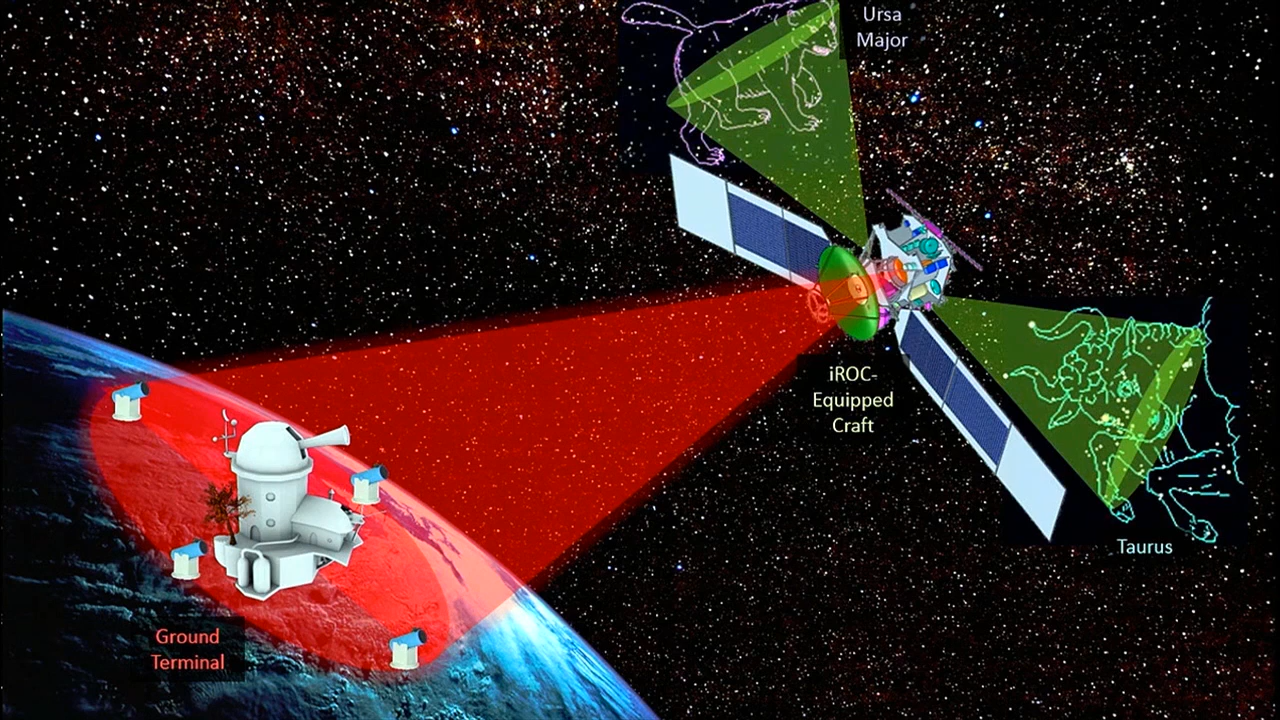 Ursa
Major
iROC-
Equipped
Craft
Taurus
Ground
Terminal